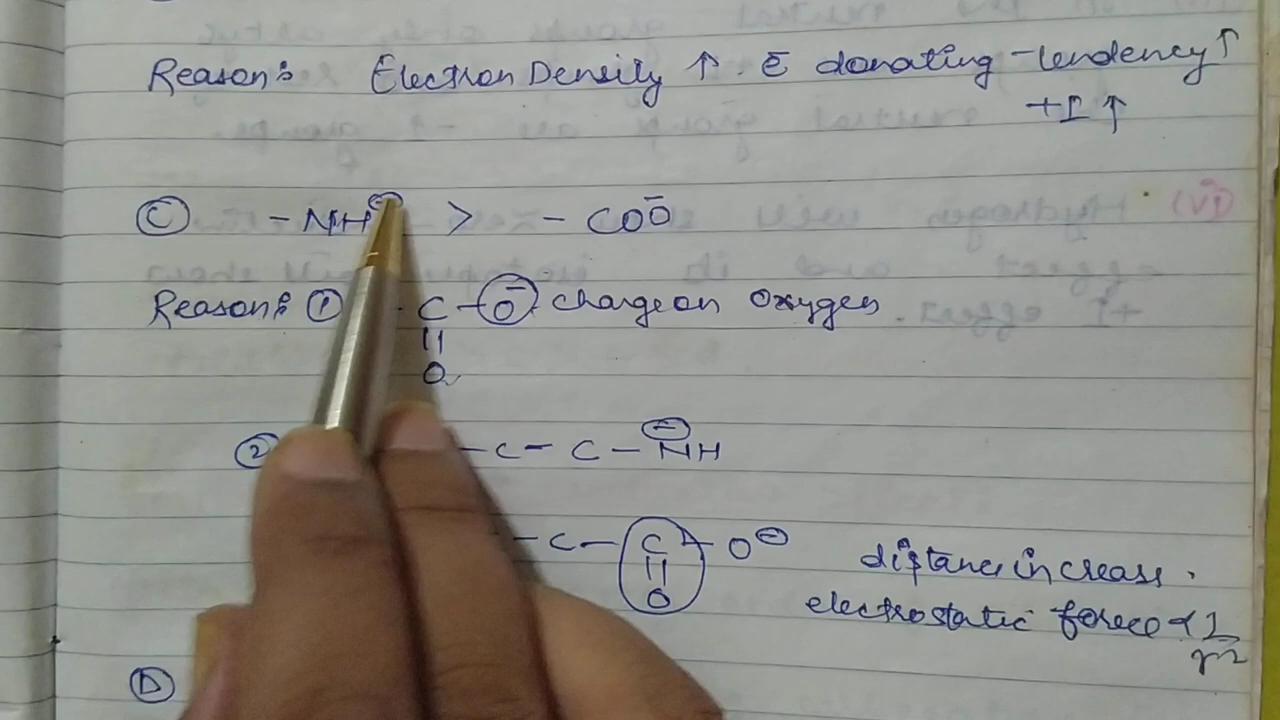 Reason: Electron Density ↑. ē donating tendency ↑
+I ↑
(C) - NH⊖ > - COO⁻
Reason: (1) C - O⁻ charge on oxygen.
||
O
(2) - C - C - N⊖H
- C - C - O⊖ distance increase.
||
O
electrostatic force ∝ 1/r²
(D)